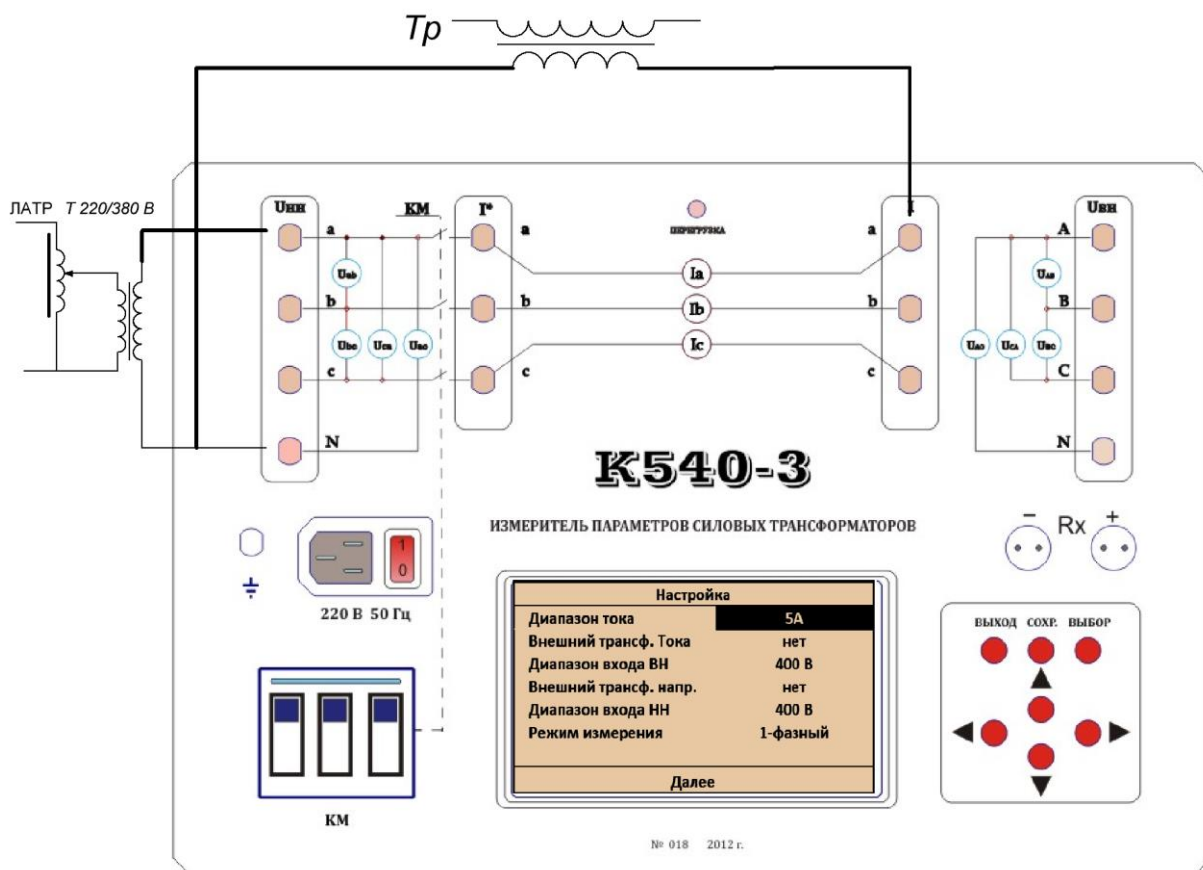 Тр
ЛАТР Т 220/380 В
Uнн
КМ
I*
ПЕРЕГРУЗКА
I
Uвн
a
a
Ia
a
A
Uab
UAB
b
b
Ib
b
B
Ubc
Uca
Uao
UAO
UCA
UBC
c
c
Ic
c
C
N
N
К540-3
ИЗМЕРИТЕЛЬ ПАРАМЕТРОВ СИЛОВЫХ ТРАНСФОРМАТОРОВ
− Rx +
1
0
220 В 50 Гц
Настройка
Диапазон тока 5А
Внешний трансф. Тока нет
Диапазон входа ВН 400 В
Внешний трансф. напр. нет
Диапазон входа НН 400 В
Режим измерения 1-фазный
Далее
ВЫХОД СОХР. ВЫБОР
КМ
№ 018 2012 г.